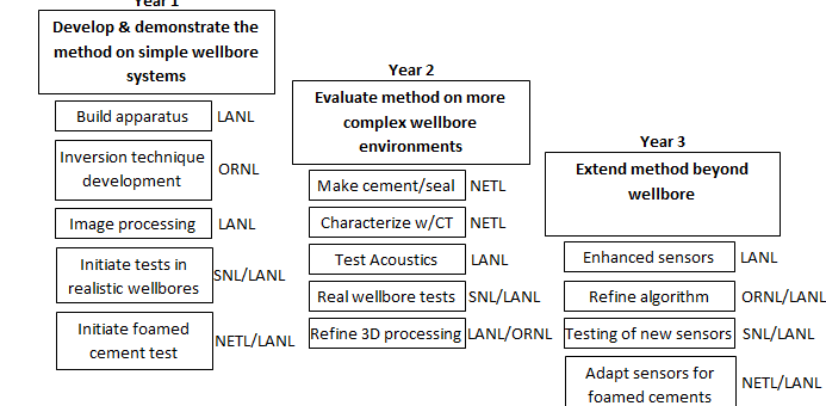 Year 1
Develop & demonstrate the
method on simple wellbore
systems
Build apparatus LANL
Inversion technique
development ORNL
Image processing LANL
Initiate tests in
realistic wellbores SNL/LANL
Initiate foamed
cement test NETL/LANL
Year 2
Evaluate method on more
complex wellbore
environments
Make cement/seal NETL
Characterize w/CT NETL
Test Acoustics LANL
Real wellbore tests SNL/LANL
Refine 3D processing LANL/ORNL
Year 3
Extend method beyond
wellbore
Enhanced sensors LANL
Refine algorithm ORNL/LANL
Testing of new sensors SNL/LANL
Adapt sensors for
foamed cements NETL/LANL